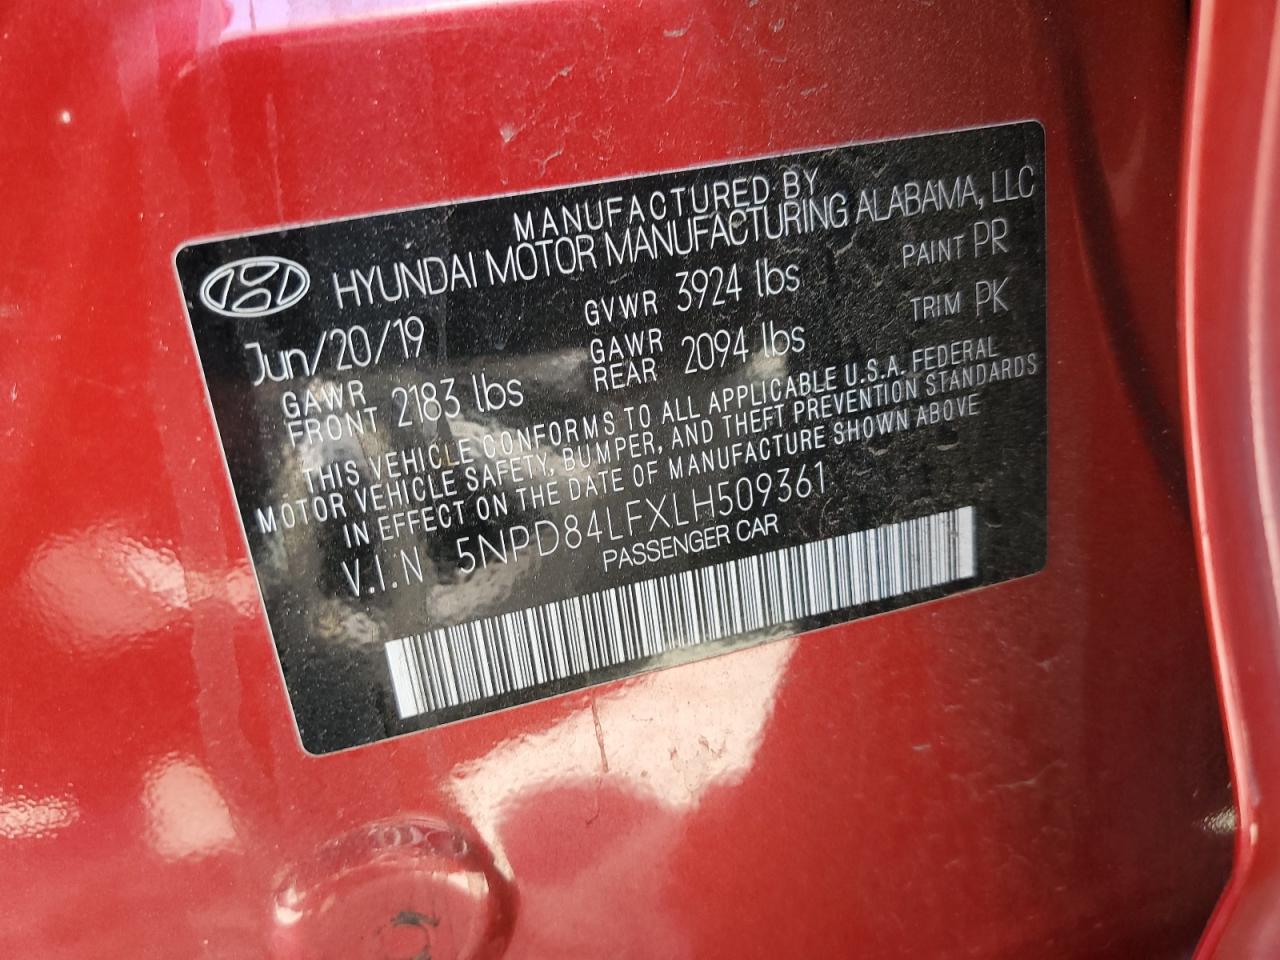 MANUFACTURED BY
HYUNDAI MOTOR MANUFACTURING ALABAMA, LLC
Jun/20/19 GVWR 3924 lbs PAINT PR
GAWR FRONT 2183 lbs GAWR REAR 2094 lbs TRIM PK
THIS VEHICLE CONFORMS TO ALL APPLICABLE U.S.A. FEDERAL
MOTOR VEHICLE SAFETY, BUMPER, AND THEFT PREVENTION STANDARDS
IN EFFECT ON THE DATE OF MANUFACTURE SHOWN ABOVE
V.I.N 5NPD84LFXLH509361
PASSENGER CAR